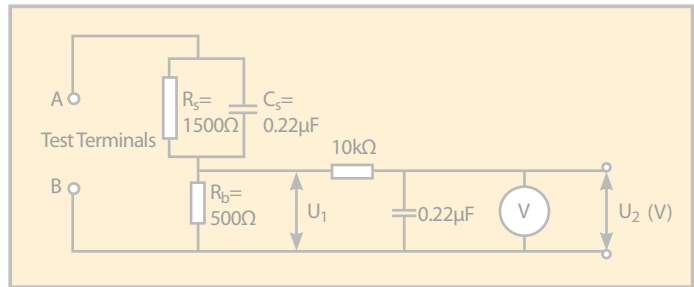 A
Rs=
1500Ω
Cs=
0.22µF
Test Terminals
10kΩ
B
Rb=
500Ω
U1
0.22µF
V
U2 (V)